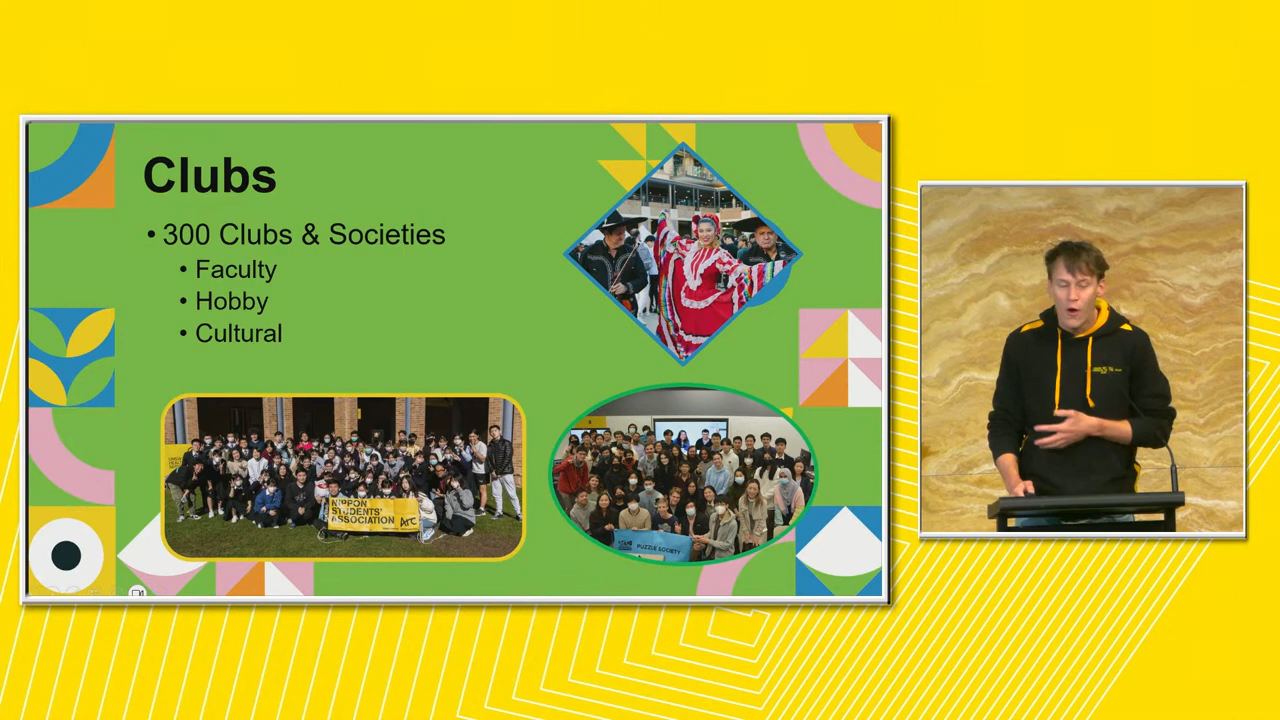 Clubs
• 300 Clubs & Societies
• Faculty
• Hobby
• Cultural
NIPPON
STUDENTS'
ASSOCIATION Arc
PUZZLE SOCIETY